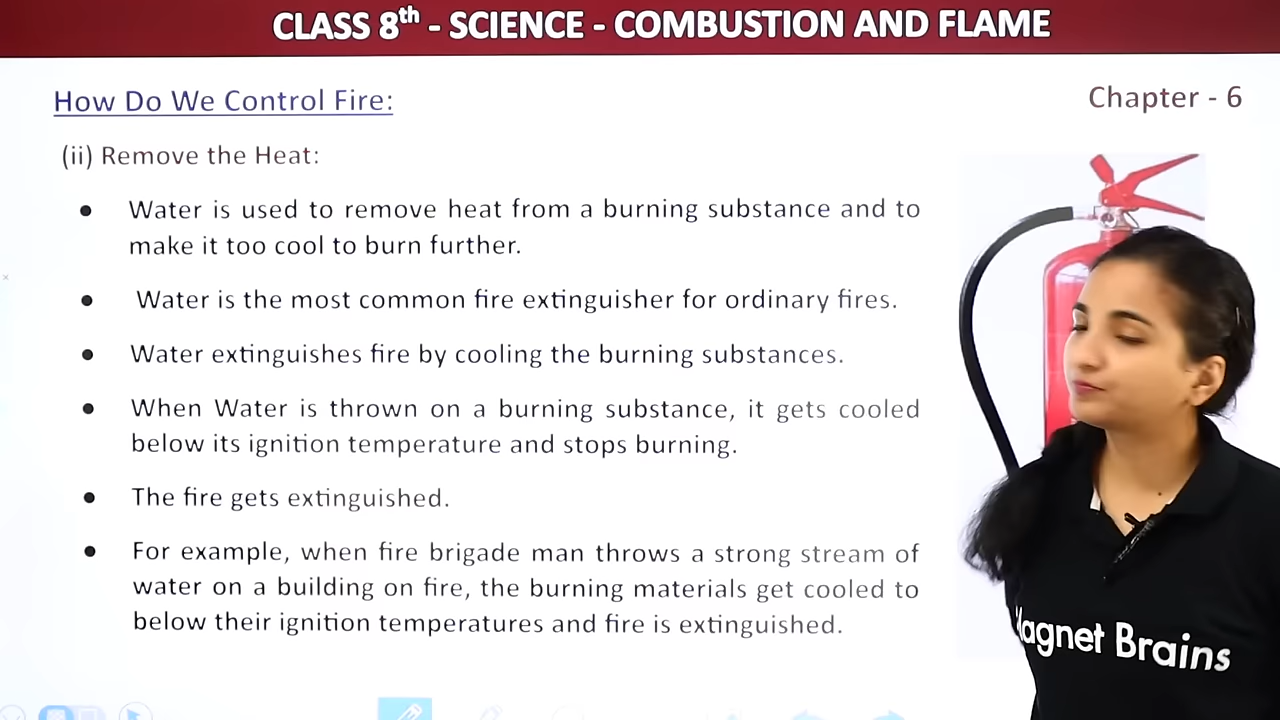 CLASS 8th - SCIENCE - COMBUSTION AND FLAME
How Do We Control Fire:
Chapter - 6
(ii) Remove the Heat:
• Water is used to remove heat from a burning substance and to
make it too cool to burn further.
• Water is the most common fire extinguisher for ordinary fires.
• Water extinguishes fire by cooling the burning substances.
• When Water is thrown on a burning substance, it gets cooled
below its ignition temperature and stops burning.
• The fire gets extinguished.
• For example, when fire brigade man throws a strong stream of
water on a building on fire, the burning materials get cooled to
below their ignition temperatures and fire is extinguished.
Magnet Brains